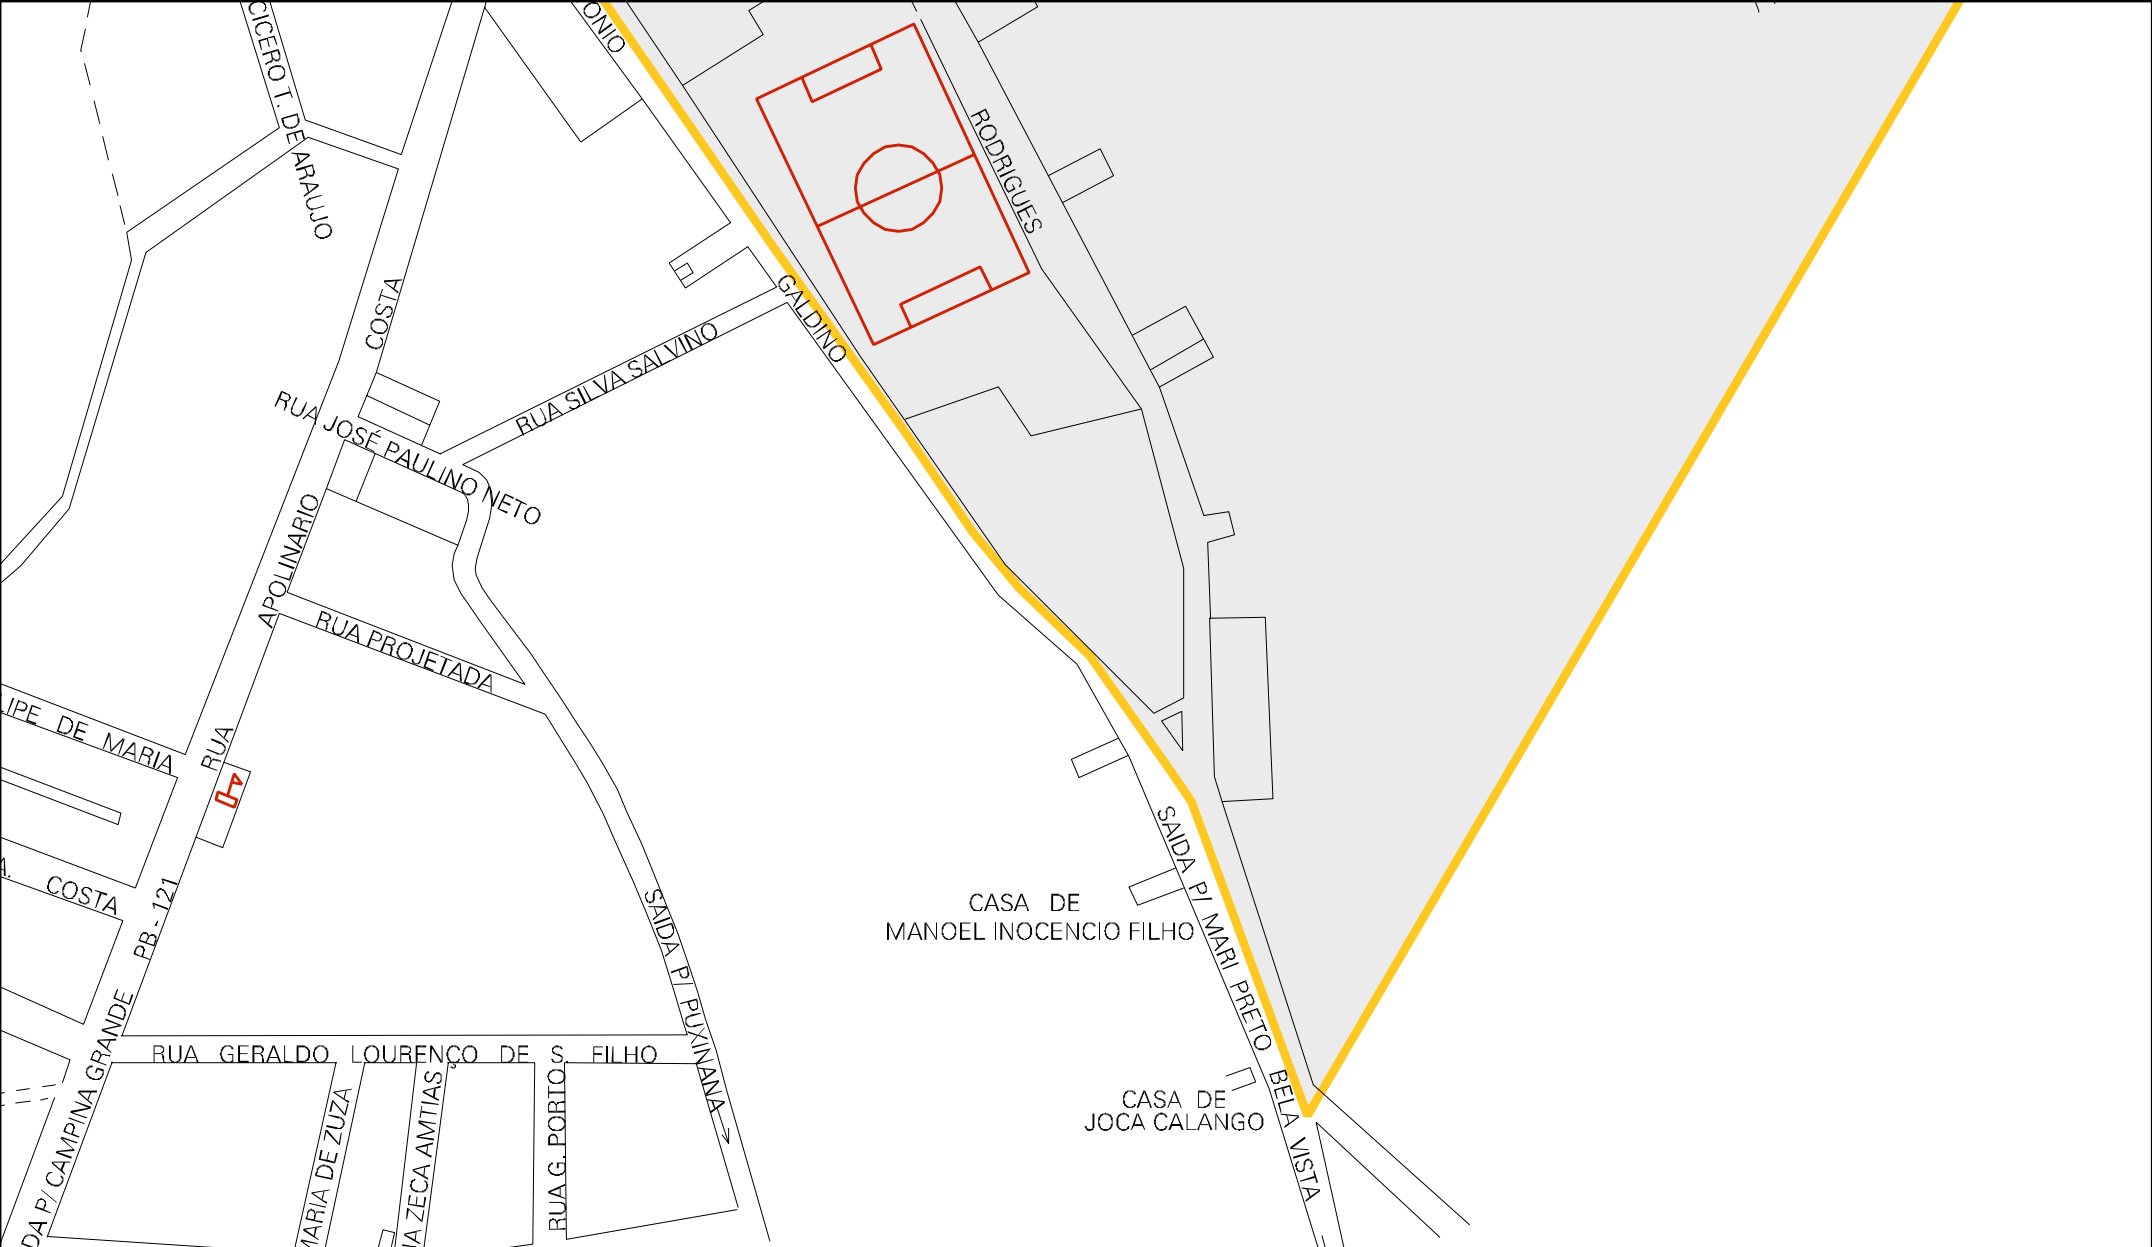 CICERO T. DE ARAUJO
ONIO
GALDINO
RODRIGUES
COSTA
RUA SILVA SALVINO
RUA JOSÉ PAULINO NETO
APOLINARIO
RUA PROJETADA
LIPE DE MARIA
RUA
A. COSTA
PB - 121
SAIDA P/ PUXINANA
CASA DE
MANOEL INOCENCIO FILHO
SAIDA P/ MARI PRETO BELA VISTA
RUA GERALDO LOURENÇO DE S. FILHO
CASA DE
JOCA CALANGO
DA P/ CAMPINA GRANDE
MARIA DE ZUZA
A ZECA AMTIAS
RUA G. PORTO